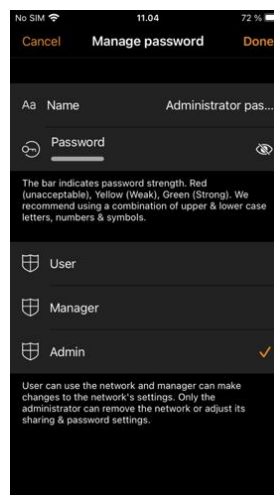 No SIM 11.04 72 %
Cancel Manage password Done
Aa Name Administrator pas...
Password
The bar indicates password strength. Red
(unacceptable), Yellow (Weak), Green (Strong). We
recommend using a combination of upper & lower case
letters, numbers & symbols.
User
Manager
Admin
User can use the network and manager can make
changes to the network's settings. Only the
administrator can remove the network or adjust its
sharing & password settings.